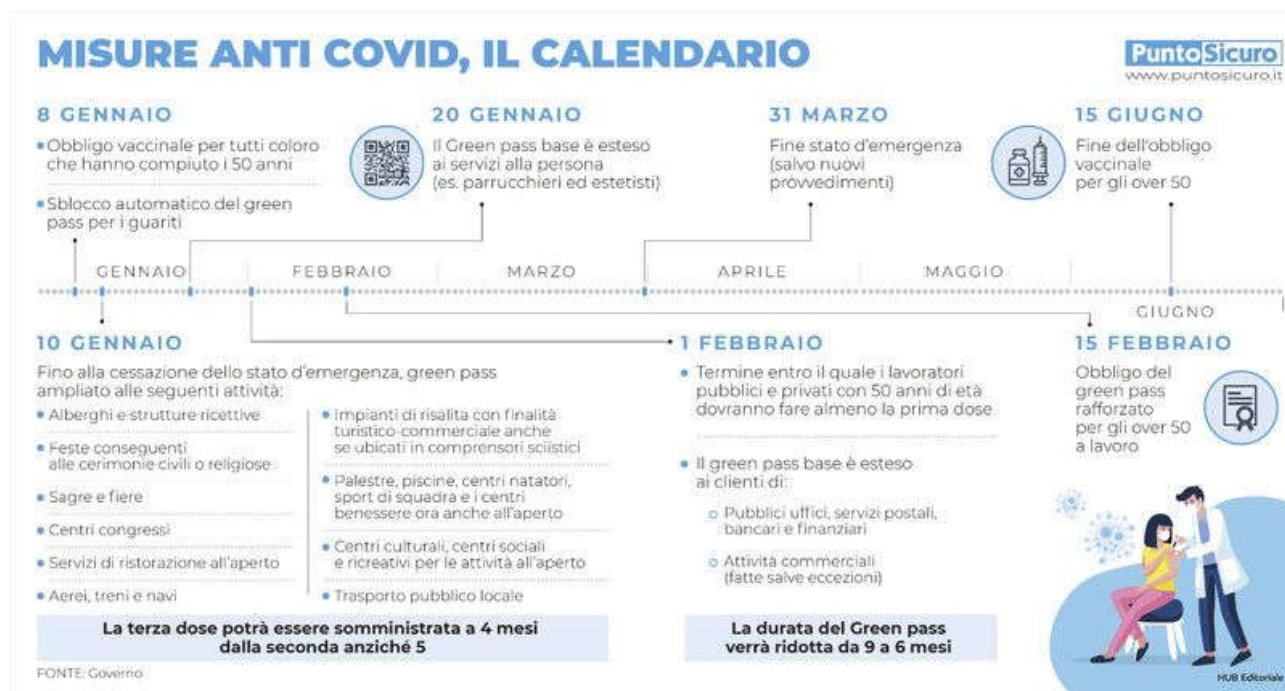 MISURE ANTI COVID, IL CALENDARIO
PuntoSicuro
www.puntosicuro.it
8 GENNAIO
Obbligo vaccinale per tutti coloro
che hanno compiuto i 50 anni
Sblocco automatico del green
pass per i guariti
20 GENNAIO
Il Green pass base è esteso
ai servizi alla persona
(es. parrucchieri ed estetisti)
31 MARZO
Fine stato d'emergenza
(salvo nuovi
provvedimenti)
15 GIUGNO
Fine dell'obbligo
vaccinale
per gli over 50
GENNAIO
FEBBRAIO
MARZO
APRILE
MAGGIO
GIUGNO
10 GENNAIO
Fino alla cessazione dello stato d'emergenza, green pass
ampliato alle seguenti attività:
Alberghi e strutture ricettive
Feste conseguenti
alle cerimonie civili o religiose
Sagre e fiere
Centri congressi
Servizi di ristorazione all'aperto
Aerei, treni e navi
Impianti di risalita con finalità
turistico-commerciale anche
se ubicati in comprensori sciistici
Palestre, piscine, centri natatori,
sport di squadra e i centri
benessere ora anche all'aperto
Centri culturali, centri sociali
e ricreativi per le attività all'aperto
Trasporto pubblico locale
La terza dose potrà essere somministrata a 4 mesi
dalla seconda anziché 5
1 FEBBRAIO
Termine entro il quale i lavoratori
pubblici e privati con 50 anni di età
dovranno fare almeno la prima dose
Il green pass base è esteso
ai clienti di:
Pubblici uffici, servizi postali,
bancari e finanziari
Attività commerciali
(fatte salve eccezioni)
La durata del Green pass
verrà ridotta da 9 a 6 mesi
15 FEBBRAIO
Obbligo del
green pass
rafforzato
per gli over 50
a lavoro
FONTE: Governo
HUB Editoriale